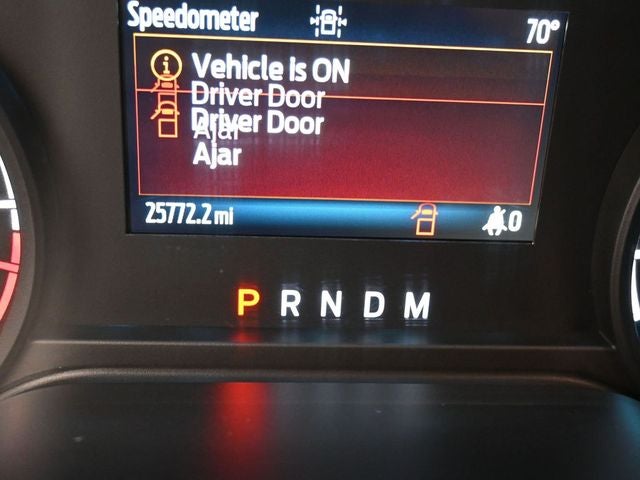 Speedometer
70°
i Vehicle is ON
Driver Door
Driver Door
Ajar
Ajar
25772.2 mi
0
P R N D M